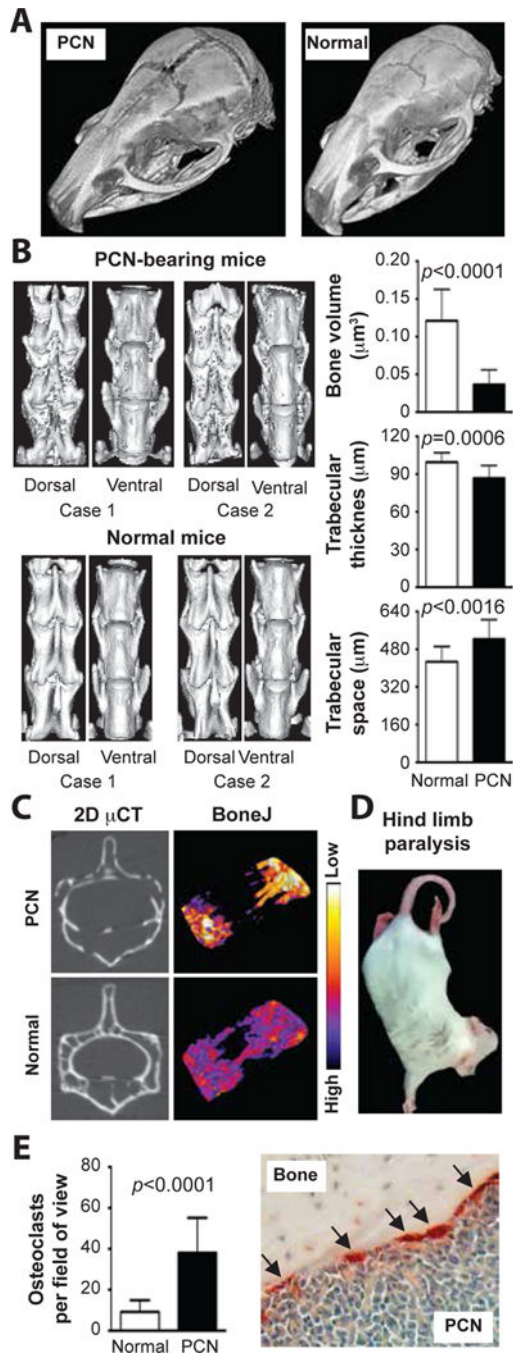 A
PCN
Normal
B
PCN-bearing mice
Dorsal
Ventral
Dorsal
Ventral
Case 1
Case 2
Normal mice
Dorsal
Ventral
Dorsal
Ventral
Case 1
Case 2
Bone volume
(µm³)
0.20
0.15
0.10
0.05
0
p<0.0001
Trabecular
thicknes (µm)
120
90
60
30
0
p=0.0006
Trabecular
space (µm)
640
480
320
160
0
p<0.0016
Normal PCN
C
2D µCT
BoneJ
PCN
Normal
Low
High
D
Hind limb
paralysis
E
Osteoclasts
per field of view
80
60
40
20
0
p<0.0001
Normal PCN
Bone
PCN